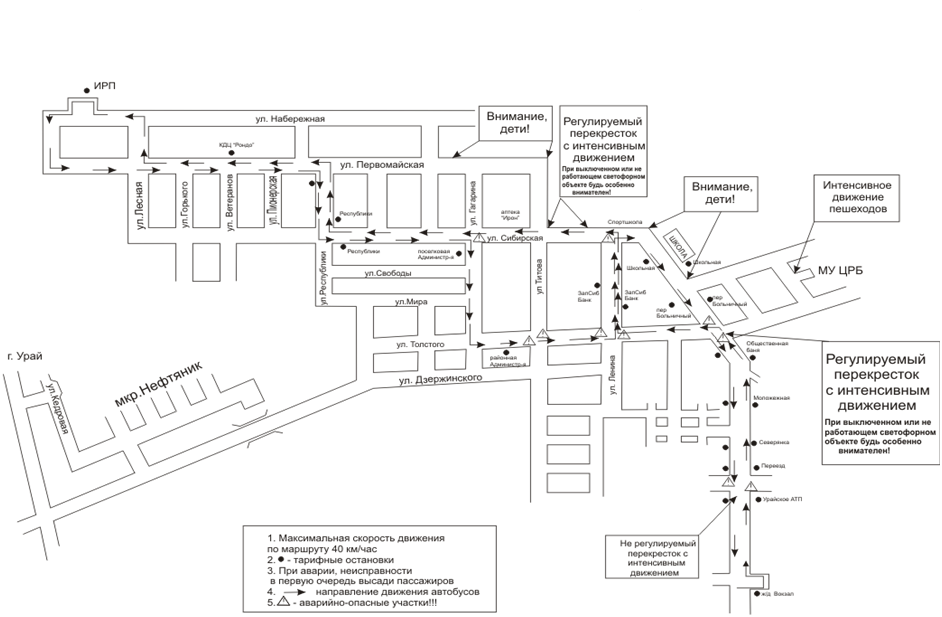 ИРП
ул. Набережная
КДЦ "Ронда"
ул. Первомайская
Внимание,
дети!
Регулируемый
перекресток
с интенсивным
движением
При выключенном или не
работающем светофорном
объекте будь особенно
внимателен!
Внимание,
дети!
Интенсивное
движение
пешеходов
ул.Лесная
ул.Горького
ул. Ветеранов
ул. Пионерская
Республики
ул. Гагарина
аптека
ул. Сибирская
Спортшкола
ШКОЛА
Школьная
МУ ЦРБ
ул.Республики
Республики
поселковая
Администр-я
ул.Свободы
ул.Мира
ул Титова
ЗапСиб
Банк
Школьная
ЗапСиб
Банк
пер
Больничный
пер
Больничный
ул. Толстого
районная
Администр-я
ул. Дзержинского
ул. Ленина
Общественная
баня
Регулируемый
перекресток
с интенсивным
движением
При выключенном или не
работающем светофорном
объекте будь особенно
внимателен!
г. Урай
ул.Кедровая
мкр.Нефтяник
Моложежная
Северянка
Переезд
Урайское АТП
Не регулируемый
перекресток с
интенсивным
движением
ж/д Вокзал
1. Максимальная скорость движения
по маршруту 40 км/час
2. ● - тарифные остановки
3. При аварии, неисправности
в первую очередь высади пассажиров
4. → направление движения автобусов
5. ⚠ - аварийно-опасные участки!!!